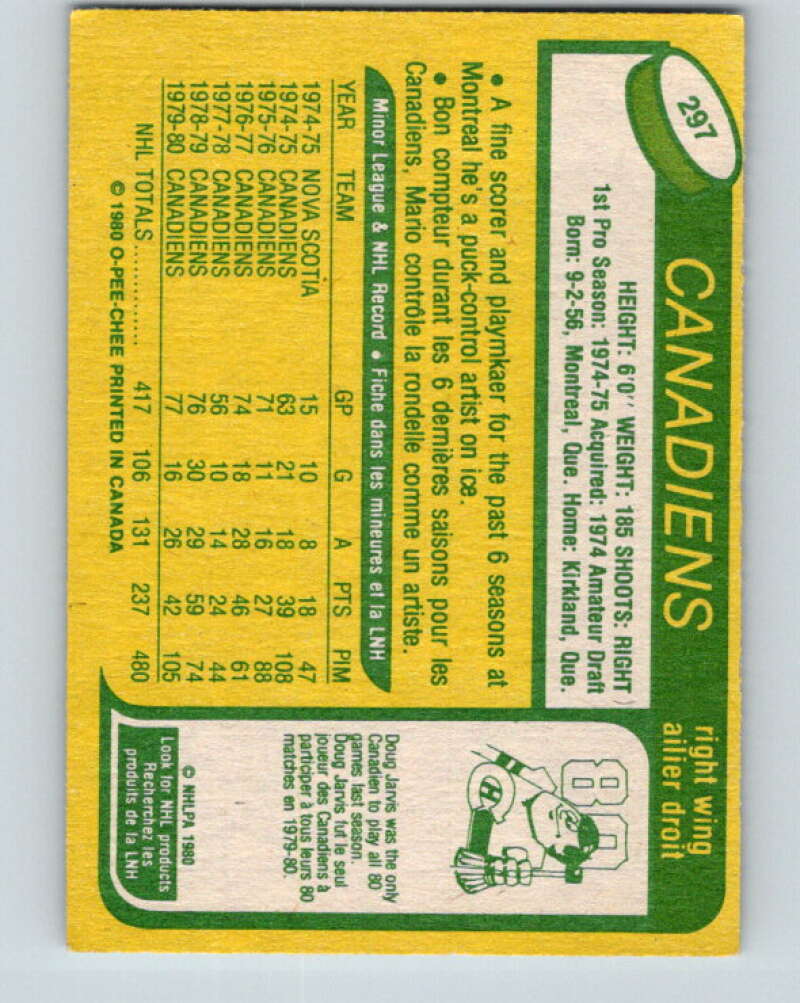 297
CANADIENS
right wing
ailier droit
HEIGHT: 6'0'' WEIGHT: 185 SHOOTS: RIGHT
1st Pro Season: 1974-75 Acquired: 1974 Amateur Draft
Born: 9-2-56, Montreal, Que. Home: Kirkland, Que.
• A fine scorer and playmkaer for the past 6 seasons at
Montreal he's a puck-control artist on ice.
• Bon compteur durant les 6 dernières saisons pour les
Canadiens, Mario contrôle la rondelle comme un artiste.
Minor League & NHL Record • Fiche dans les mineures et la LNH
YEAR TEAM GP G A PTS PIM
1974-75 NOVA SCOTIA 15 10 8 18 47
1974-75 CANADIENS 63 21 18 39 108
1975-76 CANADIENS 71 11 16 27 88
1976-77 CANADIENS 74 18 28 46 61
1977-78 CANADIENS 56 10 14 24 44
1978-79 CANADIENS 76 30 29 59 74
1979-80 CANADIENS 77 16 26 42 105
NHL TOTALS ............. 417 106 131 237 480
© 1980 O-PEE-CHEE PRINTED IN CANADA
80
H
Doug Jarvis was the only
Canadien to play all 80
games last season.
Doug Jarvis fut le seul
joueur des Canadiens à
participer à tous leurs 80
matches en 1979-80.
© NHLPA 1980
Look for NHL products
Recherchez les
produits de la LNH